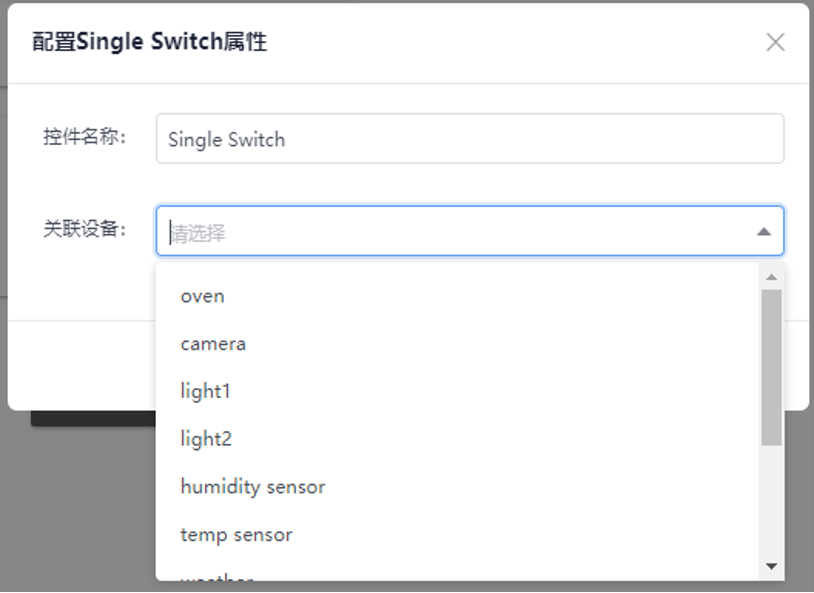 配置Single Switch属性
控件名称：
Single Switch
关联设备：
请选择
oven
camera
light1
light2
humidity sensor
temp sensor